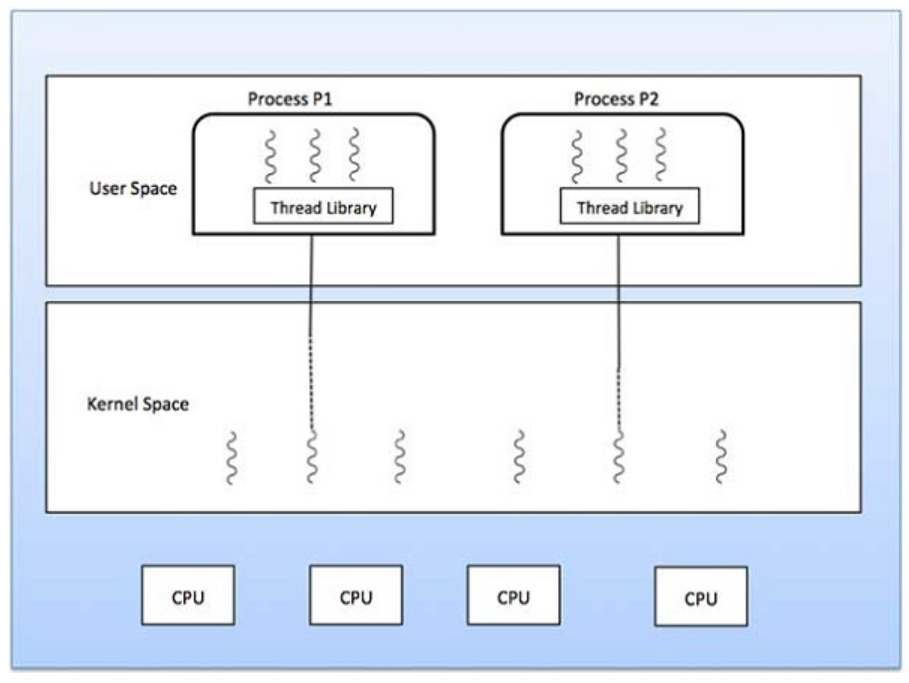 Process P1
Process P2
User Space
Thread Library
Thread Library
Kernel Space
CPU
CPU
CPU
CPU